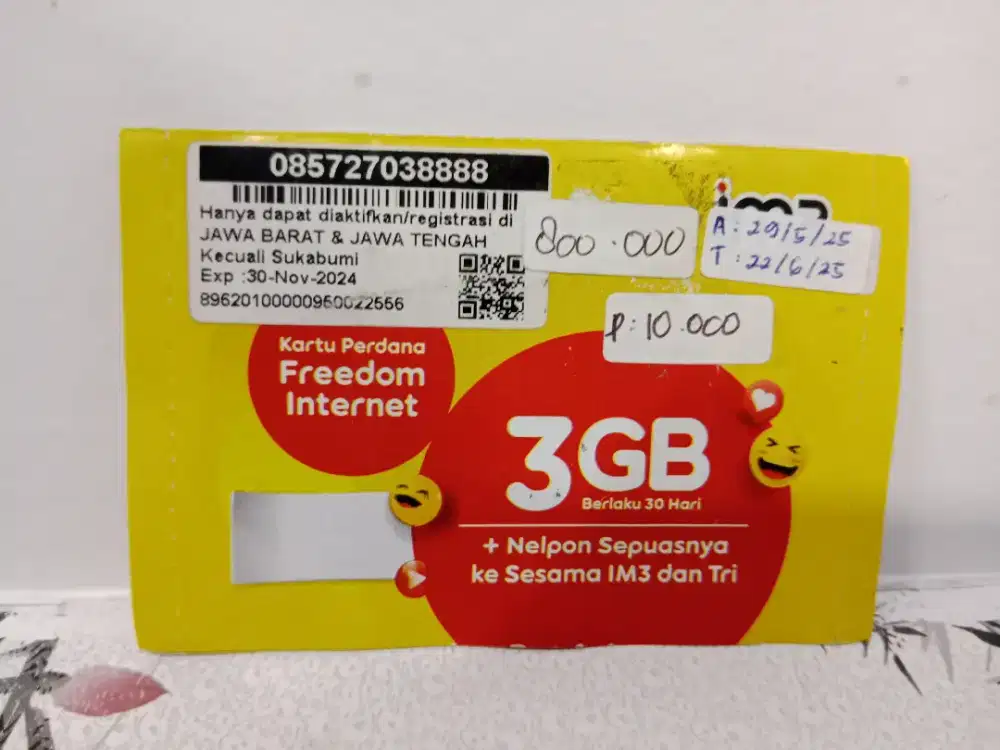 085727038888
Hanya dapat diaktifkan/registrasi di
JAWA BARAT & JAWA TENGAH
Kecuali Sukabumi
Exp :30-Nov-2024
89620100000950022556
800.000
A : 29/5/25
T : 22/6/25
P : 10.000
Kartu Perdana
Freedom
Internet
3GB
Berlaku 30 Hari
+ Nelpon Sepuasnya
ke Sesama IM3 dan Tri